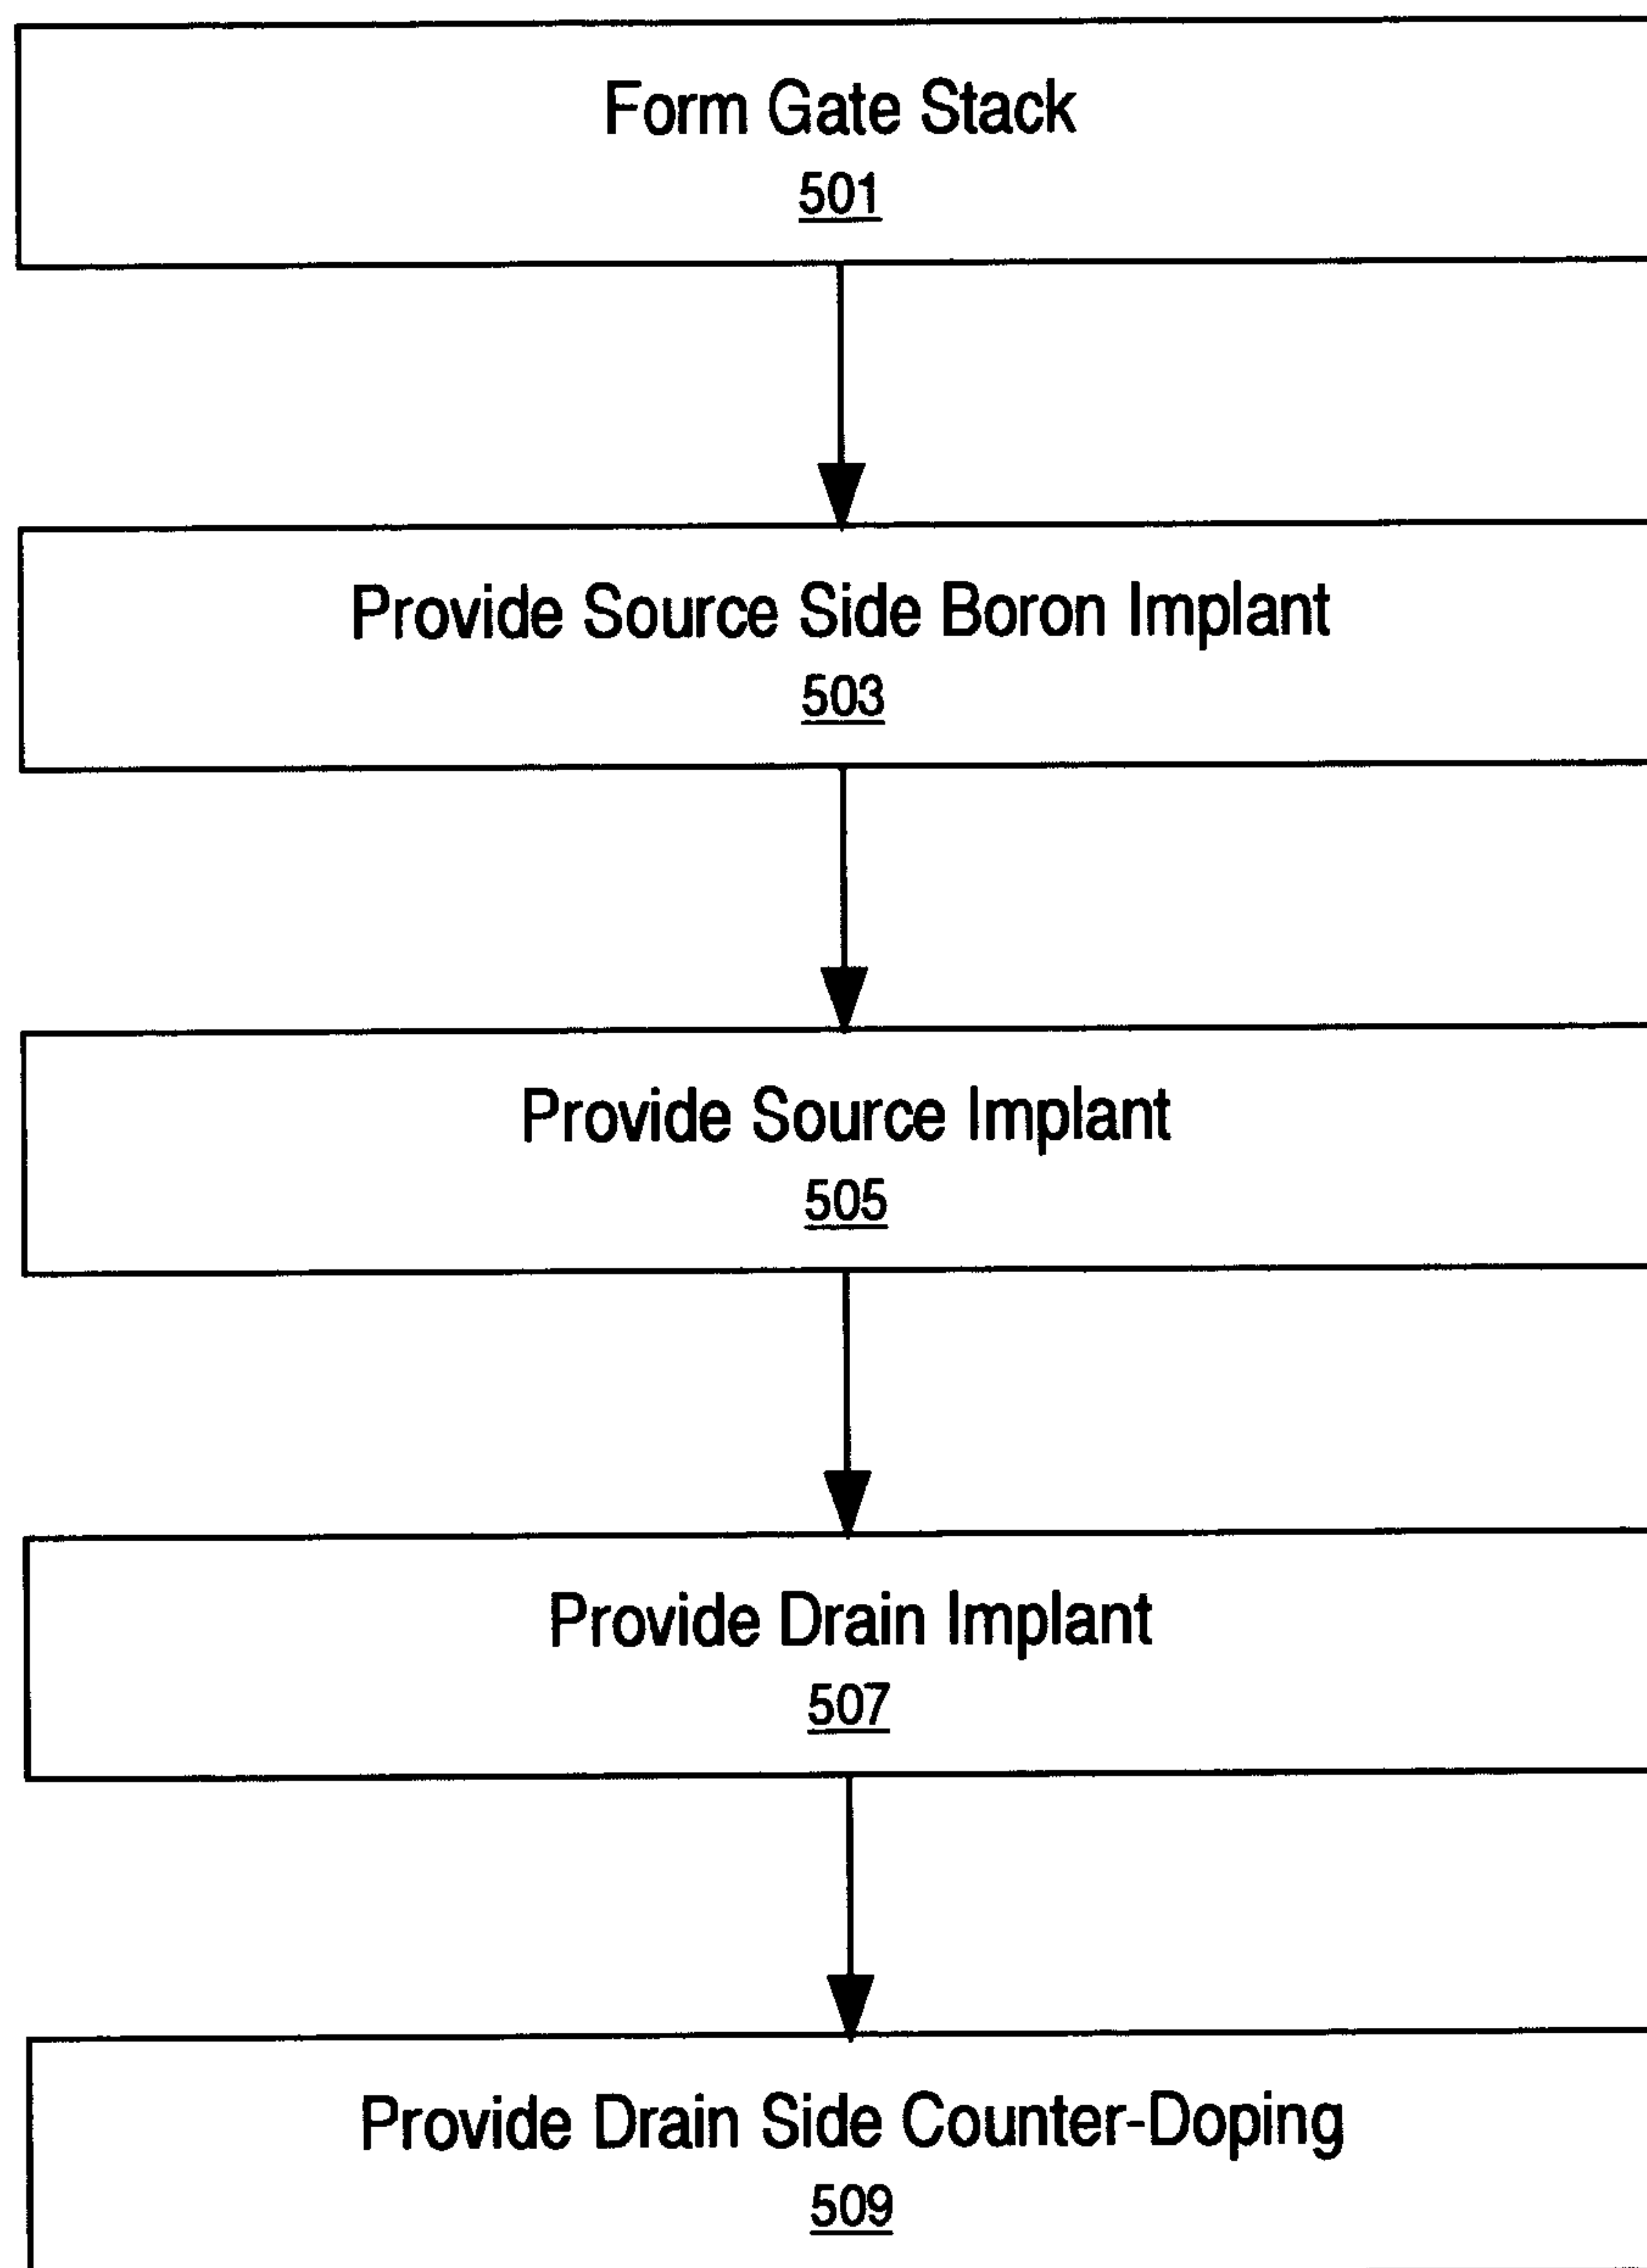 Form Gate Stack
501
Provide Source Side Boron Implant
503
Provide Source Implant
505
Provide Drain Implant
507
Provide Drain Side Counter-Doping
509